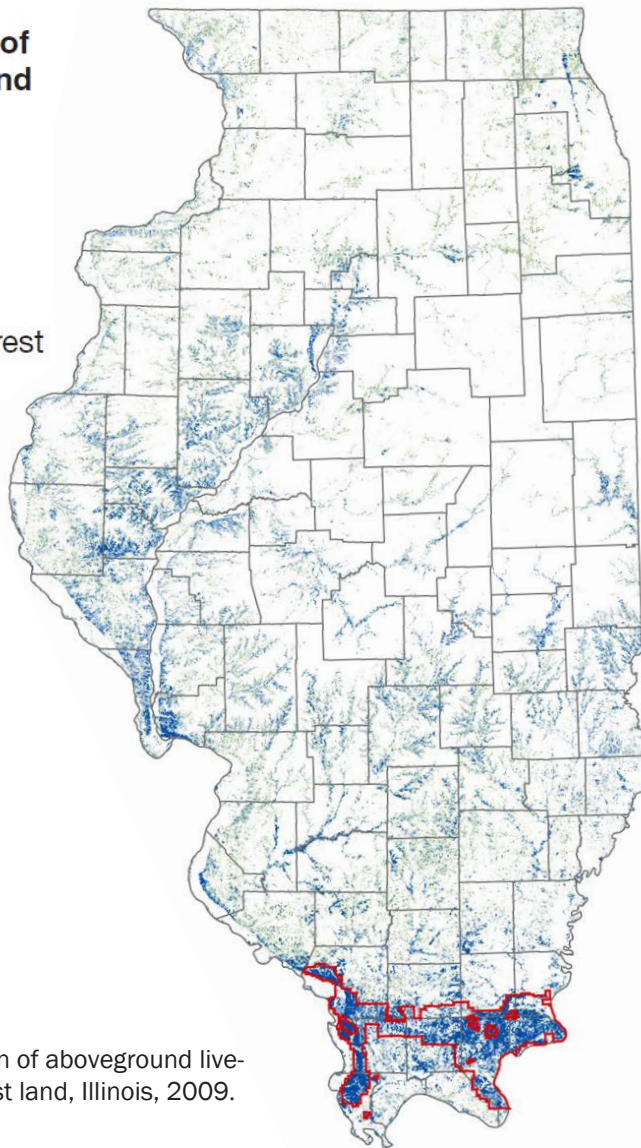 of
nd
rest
n of aboveground live-
st land, Illinois, 2009.